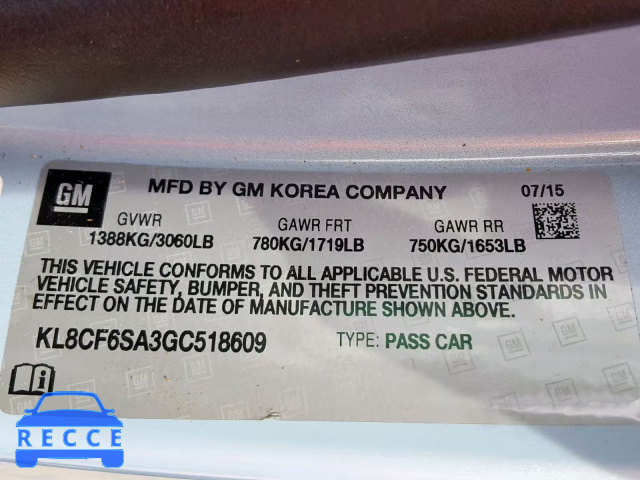 GM
MFD BY GM KOREA COMPANY 07/15
GVWR GAWR FRT GAWR RR
1388KG/3060LB 780KG/1719LB 750KG/1653LB
THIS VEHICLE CONFORMS TO ALL APPLICABLE U.S. FEDERAL MOTOR
VEHICLE SAFETY, BUMPER, AND THEFT PREVENTION STANDARDS IN
EFFECT ON THE DATE OF MANUFACTURE SHOWN ABOVE.
KL8CF6SA3GC518609 TYPE: PASS CAR
RECCE